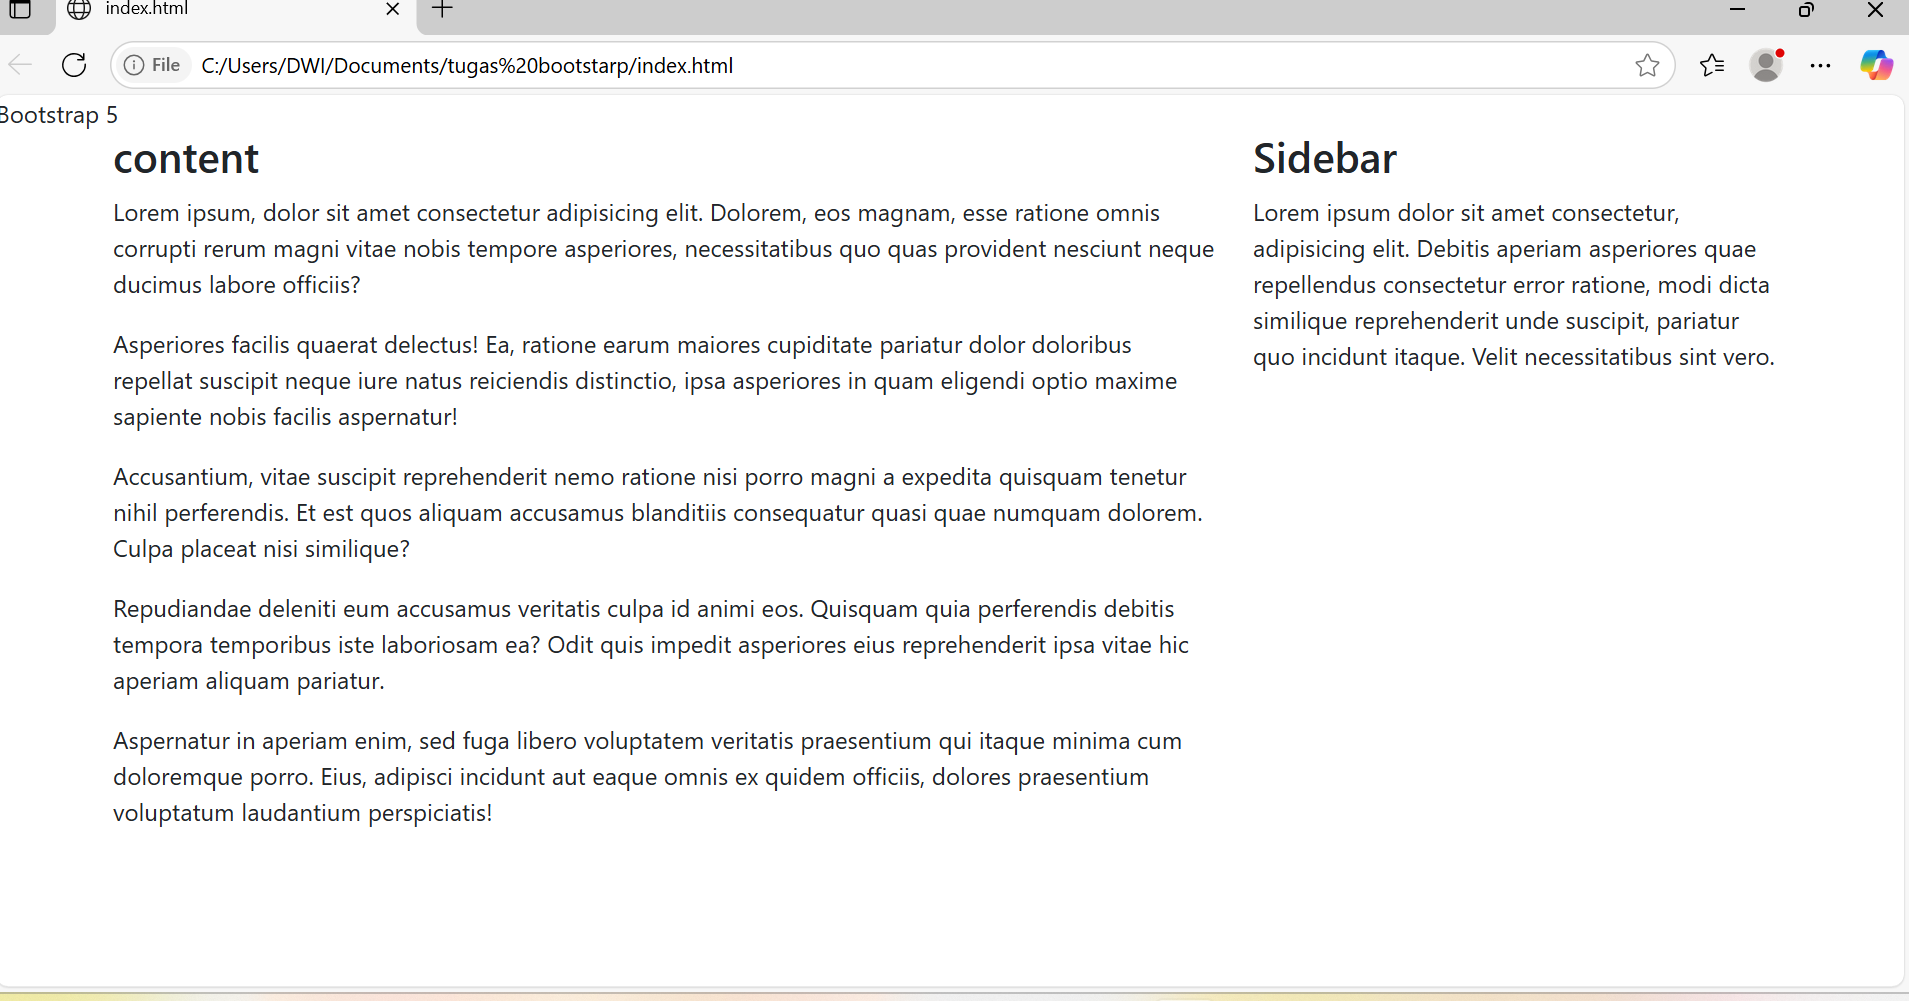 index.html
File C:/Users/DWI/Documents/tugas%20bootstarp/index.html
Bootstrap 5
content
Lorem ipsum, dolor sit amet consectetur adipisicing elit. Dolorem, eos magnam, esse ratione omnis
corrupti rerum magni vitae nobis tempore asperiores, necessitatibus quo quas provident nesciunt neque
ducimus labore officiis?
Asperiores facilis quaerat delectus! Ea, ratione earum maiores cupiditate pariatur dolor doloribus
repellat suscipit neque iure natus reiciendis distinctio, ipsa asperiores in quam eligendi optio maxime
sapiente nobis facilis aspernatur!
Accusantium, vitae suscipit reprehenderit nemo ratione nisi porro magni a expedita quisquam tenetur
nihil perferendis. Et est quos aliquam accusamus blanditiis consequatur quasi quae numquam dolorem.
Culpa placeat nisi similique?
Repudiandae deleniti eum accusamus veritatis culpa id animi eos. Quisquam quia perferendis debitis
tempora temporibus iste laboriosam ea? Odit quis impedit asperiores eius reprehenderit ipsa vitae hic
aperiam aliquam pariatur.
Aspernatur in aperiam enim, sed fuga libero voluptatem veritatis praesentium qui itaque minima cum
doloremque porro. Eius, adipisci incidunt aut eaque omnis ex quidem officiis, dolores praesentium
voluptatum laudantium perspiciatis!
Sidebar
Lorem ipsum dolor sit amet consectetur,
adipisicing elit. Debitis aperiam asperiores quae
repellendus consectetur error ratione, modi dicta
similique reprehenderit unde suscipit, pariatur
quo incidunt itaque. Velit necessitatibus sint vero.